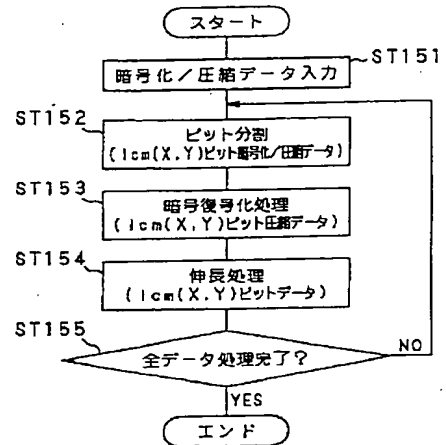 スタート
ST151
暗号化/圧縮データ入力
ST152
ビット分割
(lcm(X,Y)ビット暗号化/圧縮データ)
ST153
暗号復号化処理
(lcm(X,Y)ビット圧縮データ)
ST154
伸長処理
(lcm(X,Y)ビットデータ)
ST155
全データ処理完了?
NO
YES
エンド